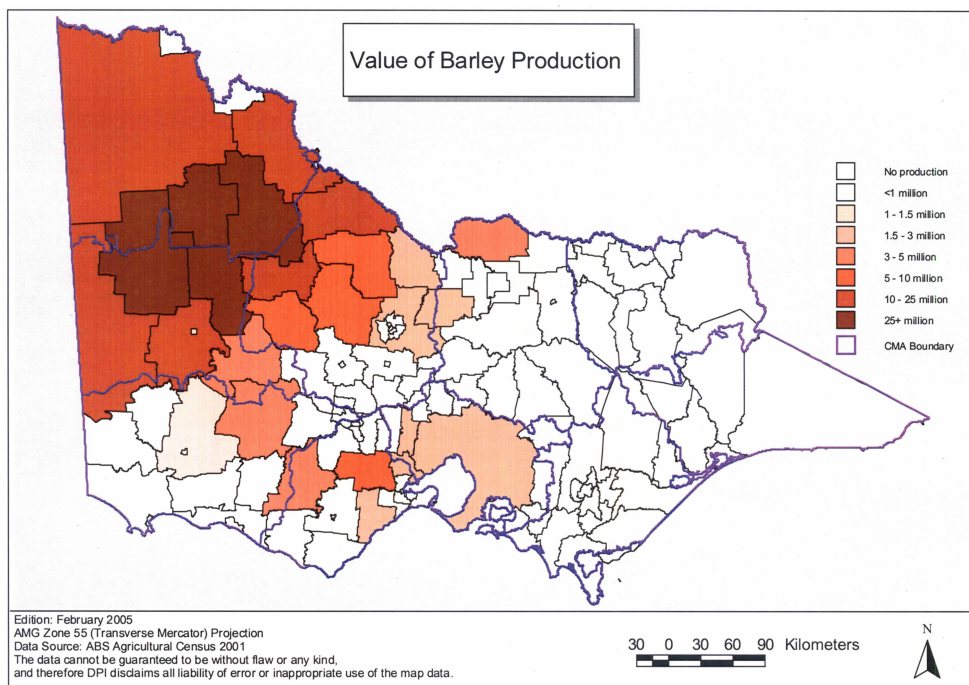 Value of Barley Production
No production
<1 million
1 - 1.5 million
1.5 - 3 million
3 - 5 million
5 - 10 million
10 - 25 million
25+ million
CMA Boundary
Edition: February 2005
AMG Zone 55 (Transverse Mercator) Projection
Data Source: ABS Agricultural Census 2001
The data cannot be guaranteed to be without flaw or any kind,
and therefore DPI disclaims all liability of error or inappropriate use of the map data.
30 0 30 60 90 Kilometers
N